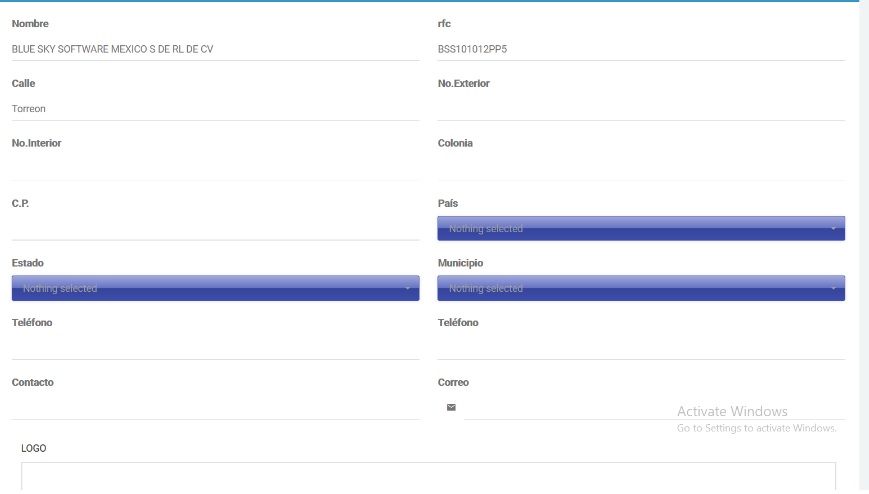 Nombre
rfc
BLUE SKY SOFTWARE MEXICO S DE RL DE CV
BSS101012PP5
Calle
No.Exterior
Torreon
No.Interior
Colonia
C.P.
País
Nothing selected
Estado
Municipio
Nothing selected
Nothing selected
Teléfono
Teléfono
Contacto
Correo
Activate Windows
Go to Settings to activate Windows.
LOGO